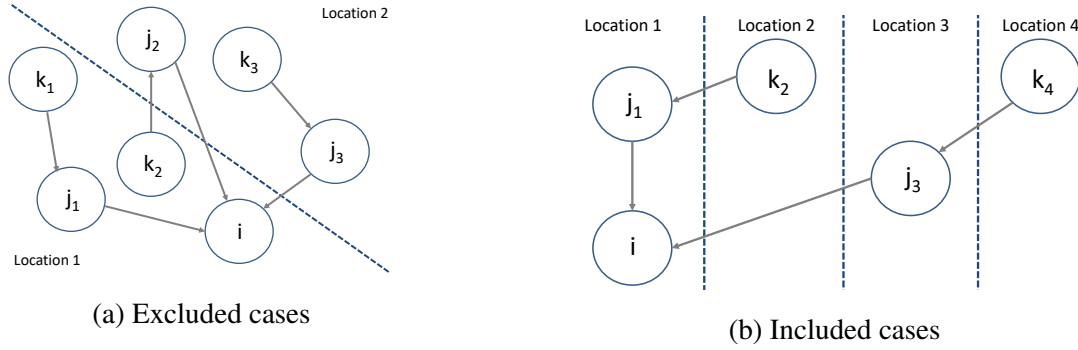 Location 2
j2
k3
k1
j3
k2
j1
i
Location 1
(a) Excluded cases
Location 1 Location 2 Location 3 Location 4
k2
k4
j1
j3
i
(b) Included cases